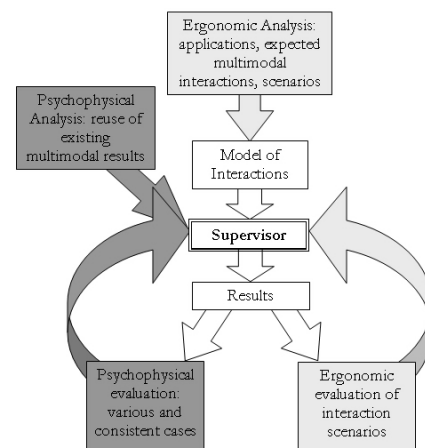 Ergonomic Analysis:
applications, expected
multimodal
interactions, scenarios
Psychophysical
Analysis: reuse of
existing
multimodal results
Model of
Interactions
Supervisor
Results
Psychophysical
evaluation:
various and
consistent cases
Ergonomic
evaluation of
interaction
scenarios